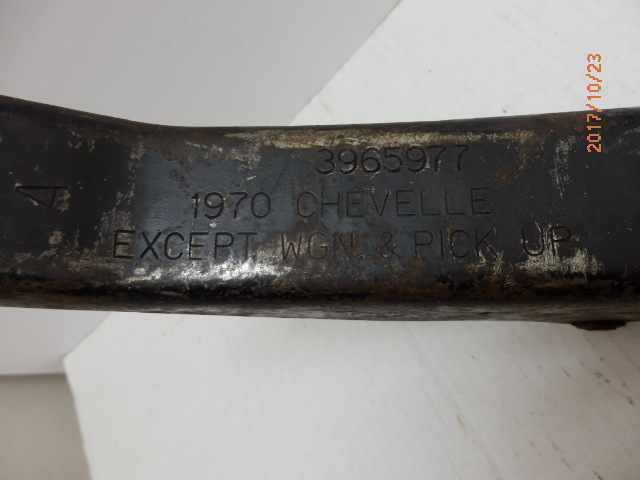 2017/10/23
3965977
A
1970 CHEVELLE
EXCEPT WGN. & PICK UP